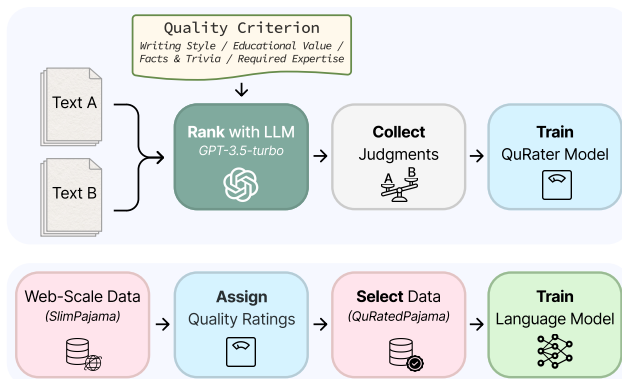 Quality Criterion
Writing Style / Educational Value /
Facts & Trivia / Required Expertise
Text A
Text B
Rank with LLM
GPT-3.5-turbo
Collect
Judgments
A
B
Train
QuRater Model
Web-Scale Data
(SlimPajama)
Assign
Quality Ratings
Select Data
(QuRatedPajama)
Train
Language Model